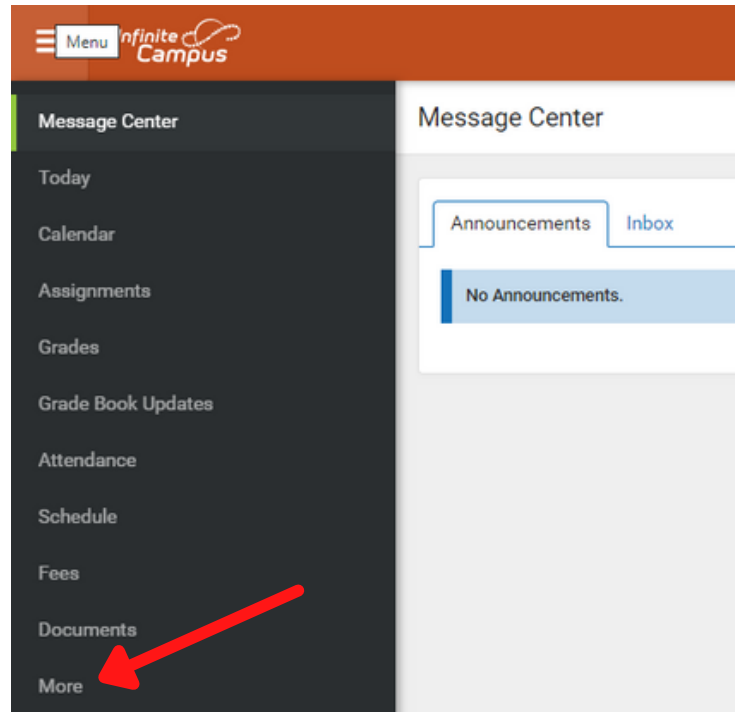 Menu
nfinite
Campus
Message Center
Today
Calendar
Assignments
Grades
Grade Book Updates
Attendance
Schedule
Fees
Documents
More
Message Center
Announcements
Inbox
No Announcements.